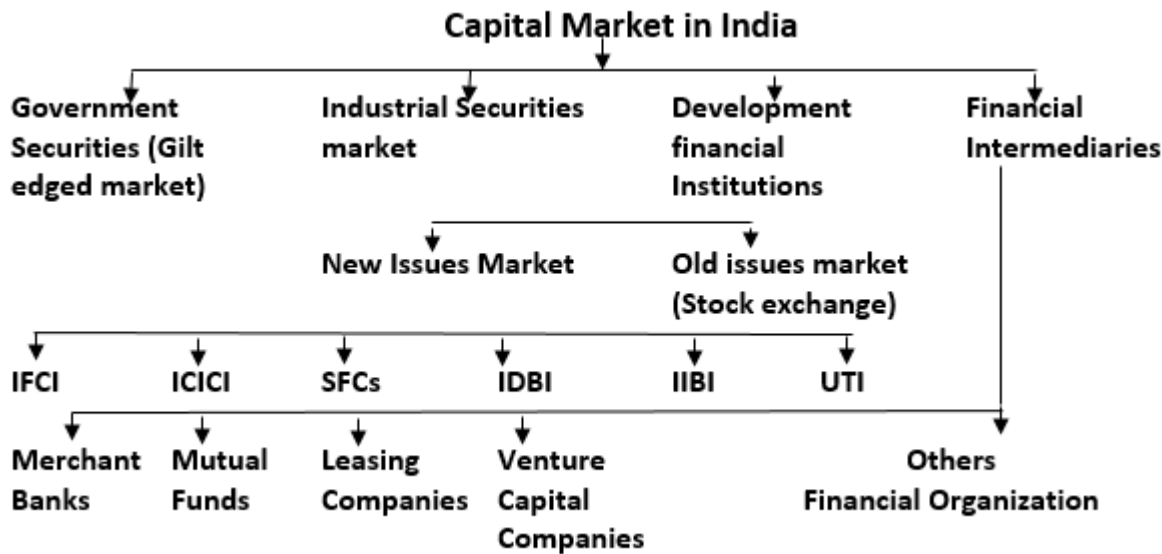 Capital Market in India
Government Securities (Gilt edged market)
Industrial Securities market
Development financial Institutions
Financial Intermediaries
New Issues Market
Old issues market (Stock exchange)
IFCI ICICI SFCs IDBI IIBI UTI
Merchant Banks
Mutual Funds
Leasing Companies
Venture Capital Companies
Others Financial Organization